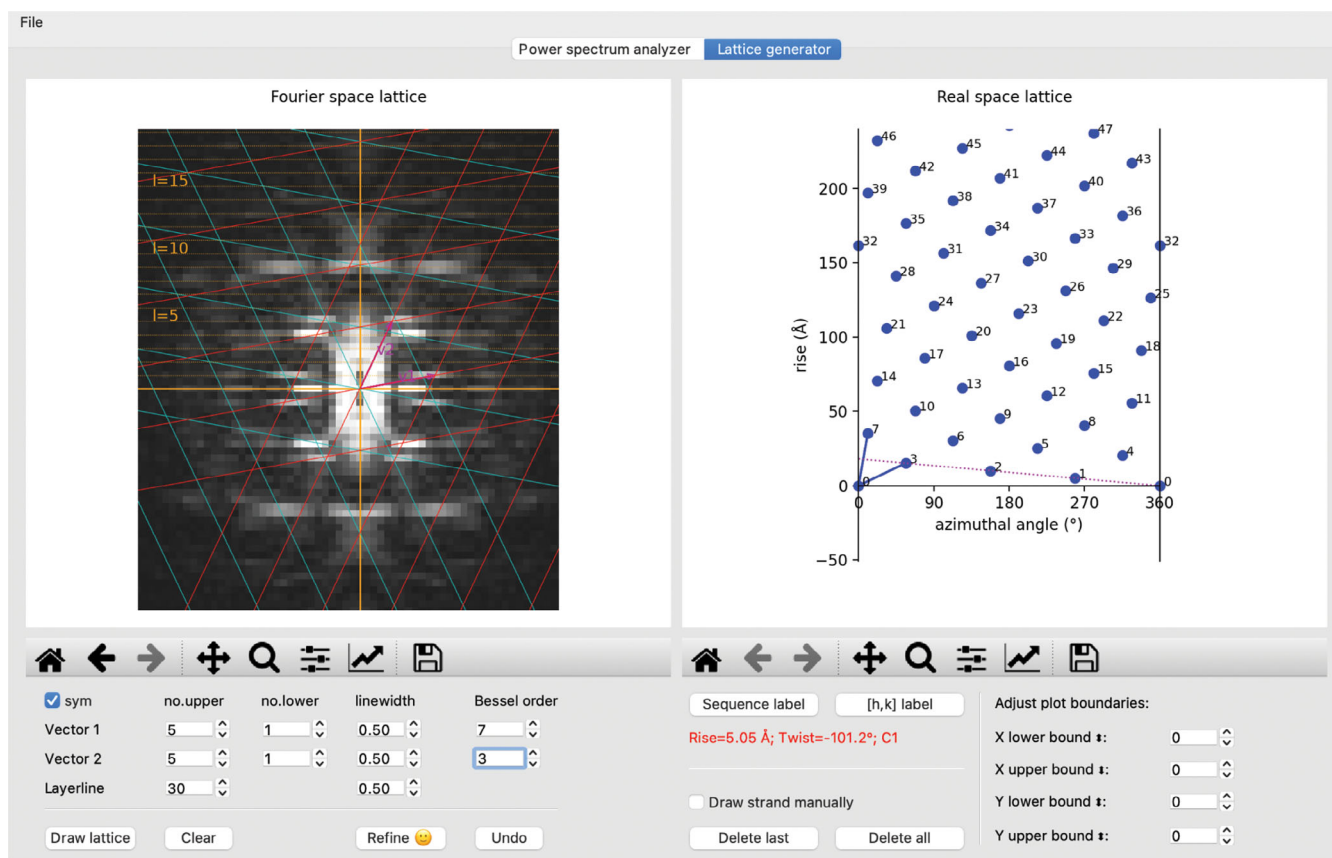 File
Power spectrum analyzer Lattice generator
Fourier space lattice
l=15
l=10
l=5
V2
Real space lattice
rise (Å)
200
150
100
50
0
−50
0 90 180 270 360
azimuthal angle (°)
46 45 44 47
42 41 40 43
39 38 37 36
35 34 33
32 31 30 29 32
28 27 26 25
24 23 22
21 20 19 18
17 16 15
14 13 12 11
10 9 8
7 6 5 4
3 2 1
0 0
sym no.upper no.lower linewidth Bessel order
Vector 1 5 1 0.50 7
Vector 2 5 1 0.50 3
Layerline 30 0.50
Draw lattice Clear Refine 🙂 Undo
Sequence label [h,k] label
Rise=5.05 Å; Twist=-101.2°; C1
Draw strand manually
Delete last Delete all
Adjust plot boundaries:
X lower bound ⬍: 0
X upper bound ⬍: 0
Y lower bound ⬍: 0
Y upper bound ⬍: 0